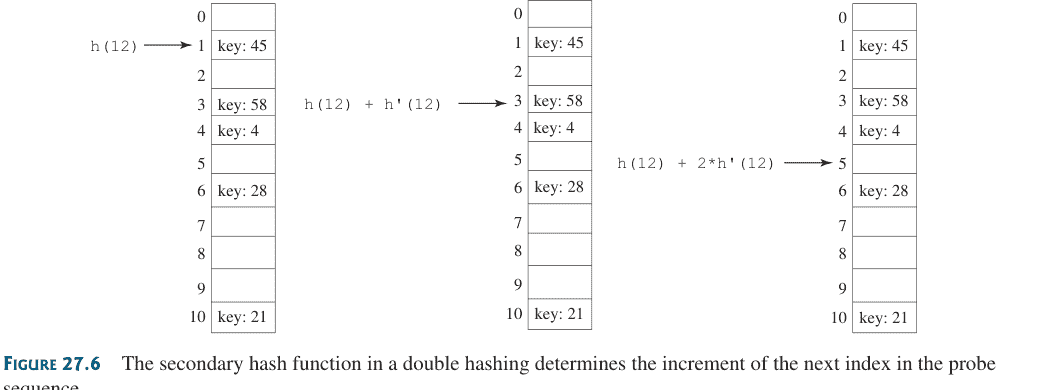 0
h(12) 1 key: 45
2
3 key: 58
4 key: 4
5
6 key: 28
7
8
9
10 key: 21
0
1 key: 45
2
h(12) + h'(12) 3 key: 58
4 key: 4
5
6 key: 28
7
8
9
10 key: 21
0
1 key: 45
2
3 key: 58
4 key: 4
h(12) + 2*h'(12) 5
6 key: 28
7
8
9
10 key: 21
FIGURE 27.6 The secondary hash function in a double hashing determines the increment of the next index in the probe
sequence